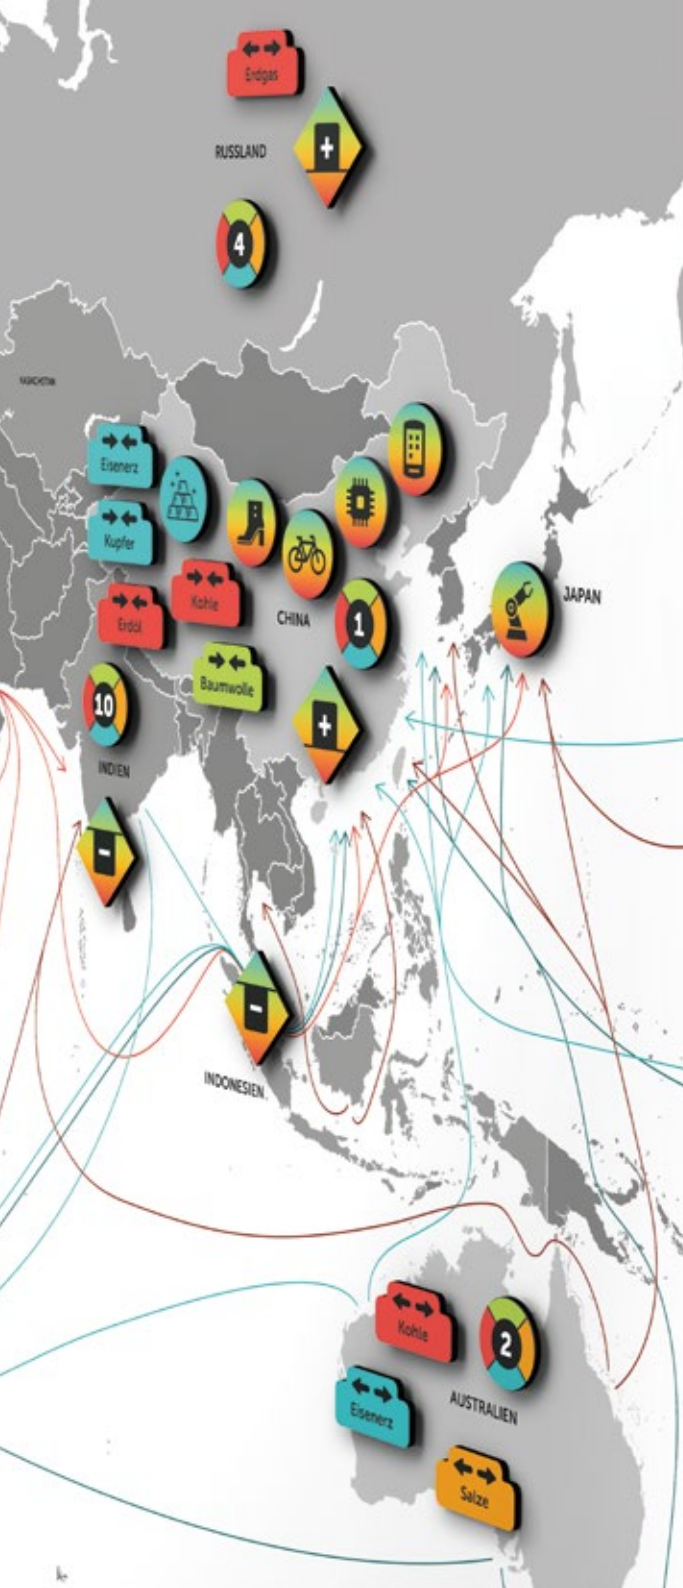 Erdgas
RUSSLAND
+
4
KASACHSTAN
Eisenerz
Kupfer
Erdöl
Kohle
CHINA
1
JAPAN
Baumwolle
10
+
INDIEN
-
-
INDONESIEN
Kohle
2
Eisenerz
AUSTRALIEN
Salze